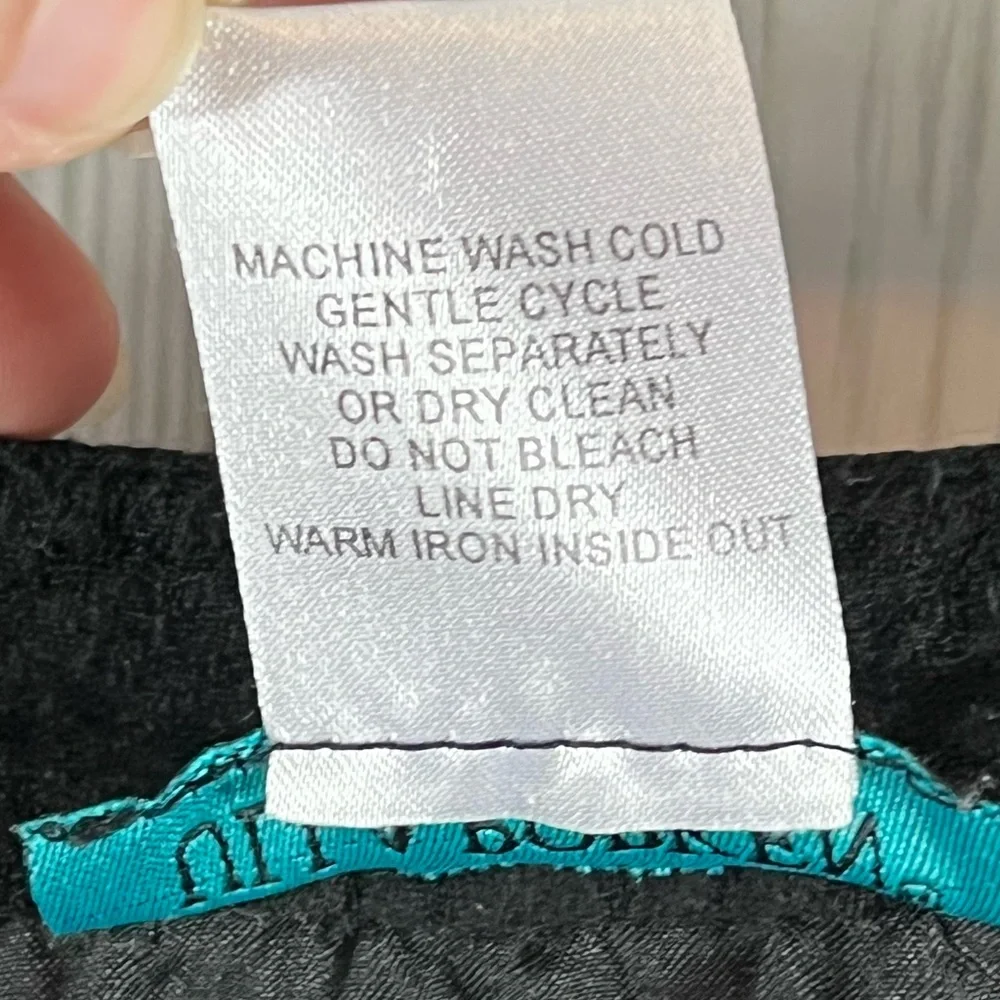 MACHINE WASH COLD
GENTLE CYCLE
WASH SEPARATELY
OR DRY CLEAN
DO NOT BLEACH
LINE DRY
WARM IRON INSIDE OUT